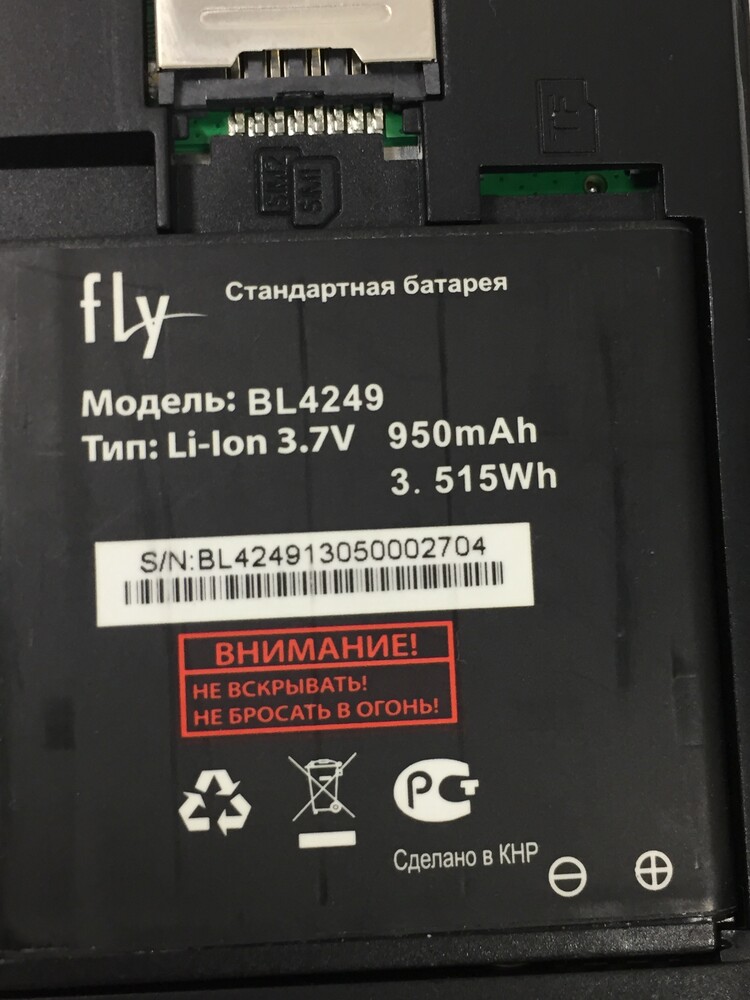 SIM2
SIM1
TF
fly
Стандартная батарея
Модель: BL4249
Тип: Li-Ion 3.7V 950mAh
3. 515Wh
S/N:BL424913050002704
ВНИМАНИЕ!
НЕ ВСКРЫВАТЬ!
НЕ БРОСАТЬ В ОГОНЬ!
РСТ
Сделано в КНР